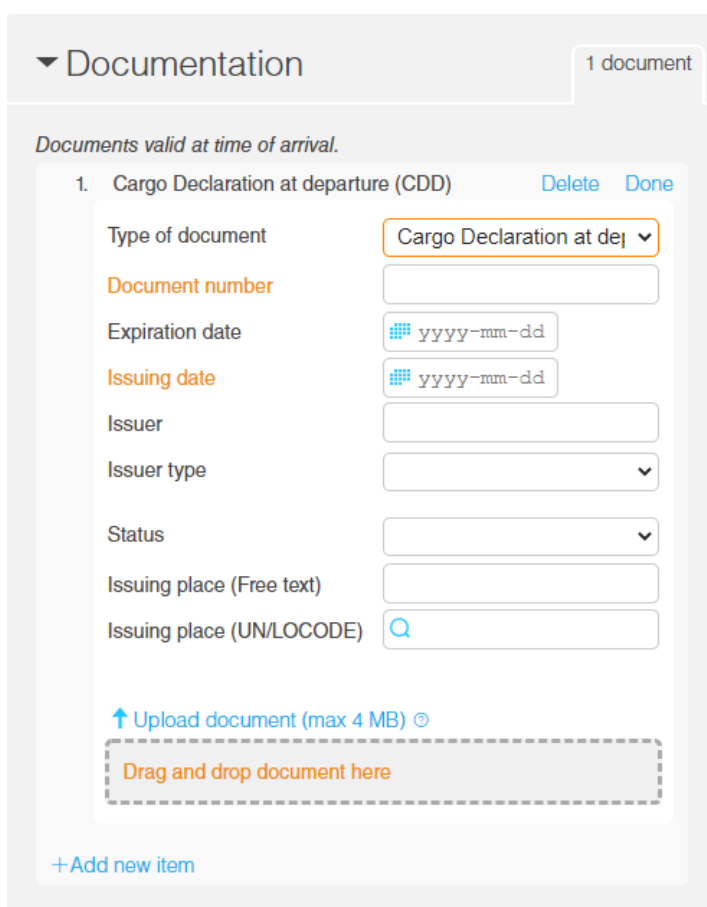 Documentation
1 document
Documents valid at time of arrival.
1. Cargo Declaration at departure (CDD) Delete Done
Type of document Cargo Declaration at dep
Document number
Expiration date yyyy-mm-dd
Issuing date yyyy-mm-dd
Issuer
Issuer type
Status
Issuing place (Free text)
Issuing place (UN/LOCODE)
Upload document (max 4 MB) ?
Drag and drop document here
+Add new item